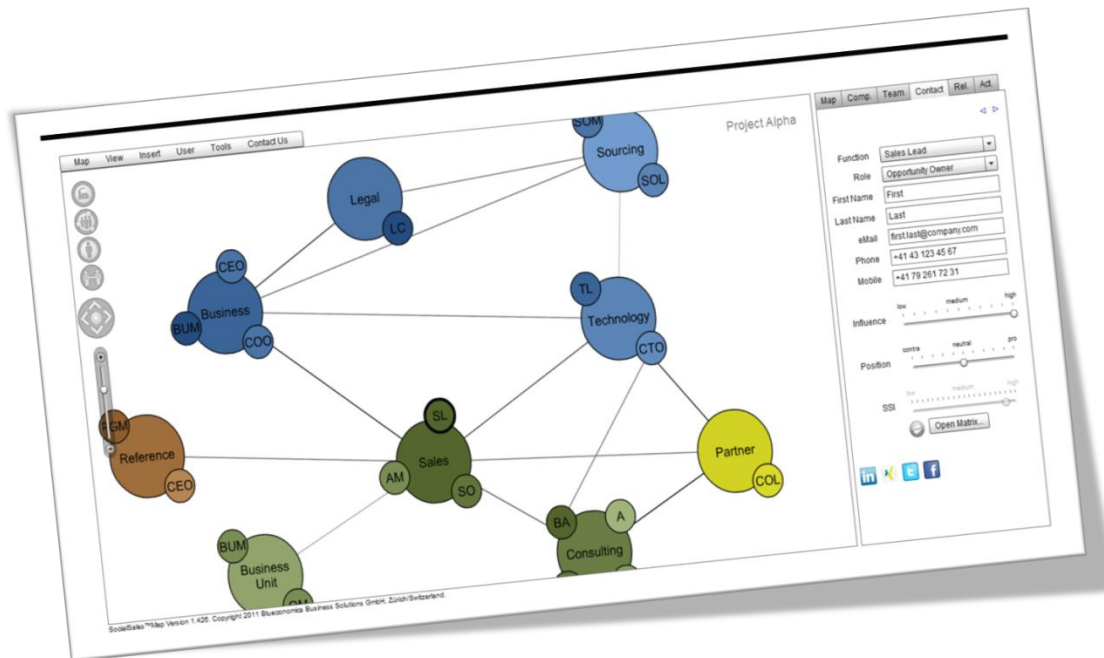 Map View Insert User Tools Contact Us
Project Alpha
SOM
Sourcing
SOL
Legal
LC
CEO
Business
BUM
COO
TL
Technology
CTO
SL
Sales
AM
SO
Reference
CEO
Partner
COL
BUM
Business
Unit
BA
A
Consulting
SocialSales™Map Version 1.426. Copyright 2011 Blueconomics Business Solutions GmbH, Zürich/Switzerland.
Map Comp. Team Contact Rel. Act.
Function Sales Lead
Role Opportunity Owner
First Name First
Last Name Last
eMail first.last@company.com
Phone +41 43 123 45 67
Mobile +41 79 261 72 31
low medium high
Influence
contra neutral pro
Position
low medium high
SSI
Open Matrix...
in
t
f